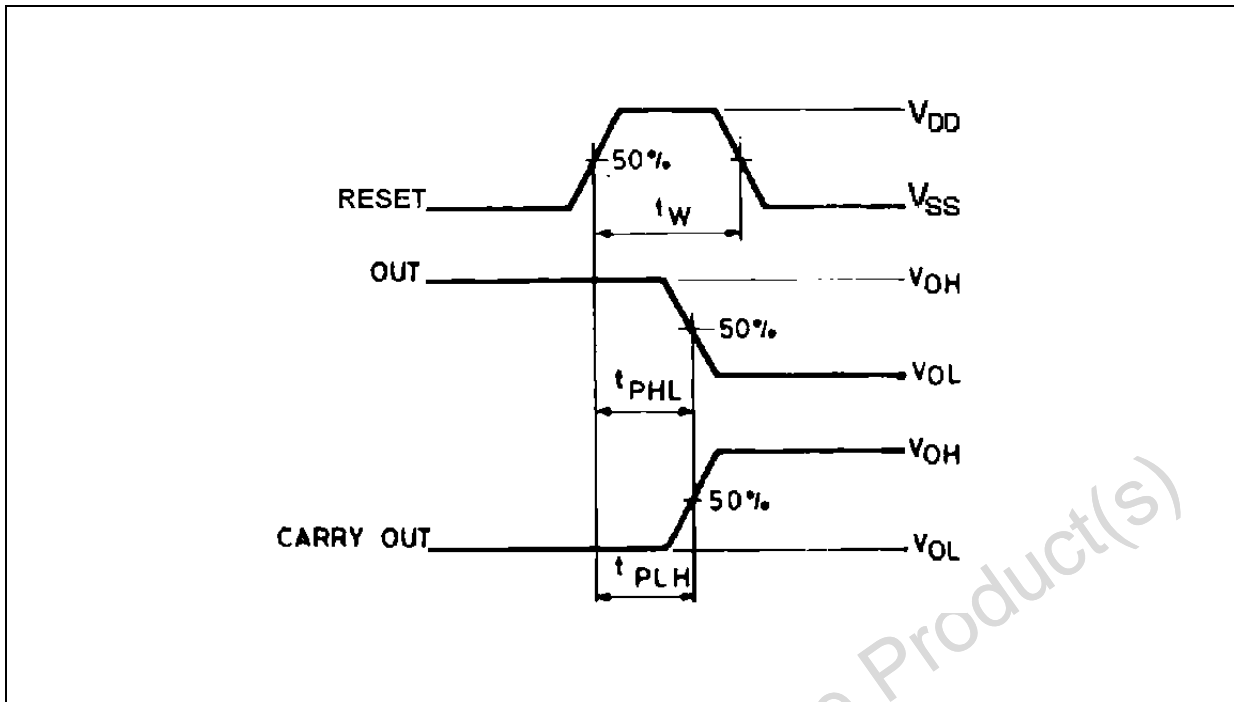 VDD
50%
RESET
VSS
tW
OUT
VOH
50%
VOL
tPHL
VOH
50%
CARRY OUT
VOL
tPLH
Product(s)